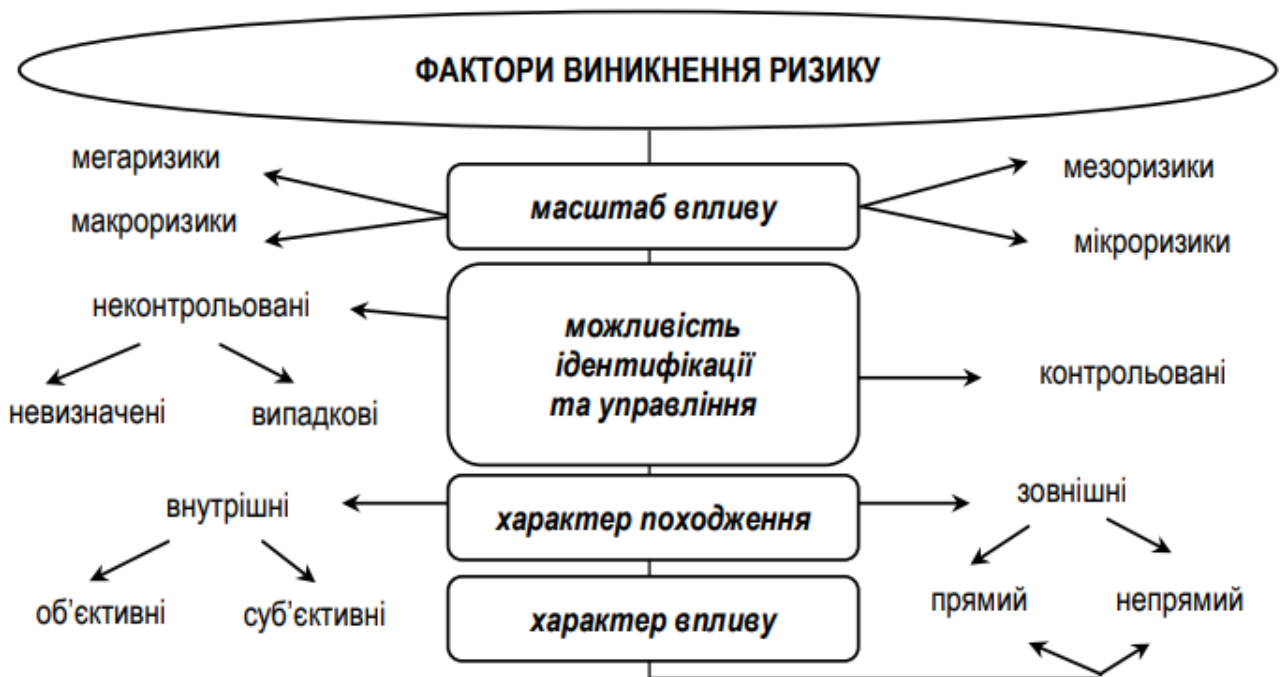 ФАКТОРИ ВИНИКНЕННЯ РИЗИКУ
мегаризики
мезоризики
масштаб впливу
макроризики
мікроризики
неконтрольовані
можливість
ідентифікації
та управління
контрольовані
невизначені
випадкові
внутрішні
зовнішні
характер походження
об’єктивні
суб’єктивні
прямий
непрямий
характер впливу